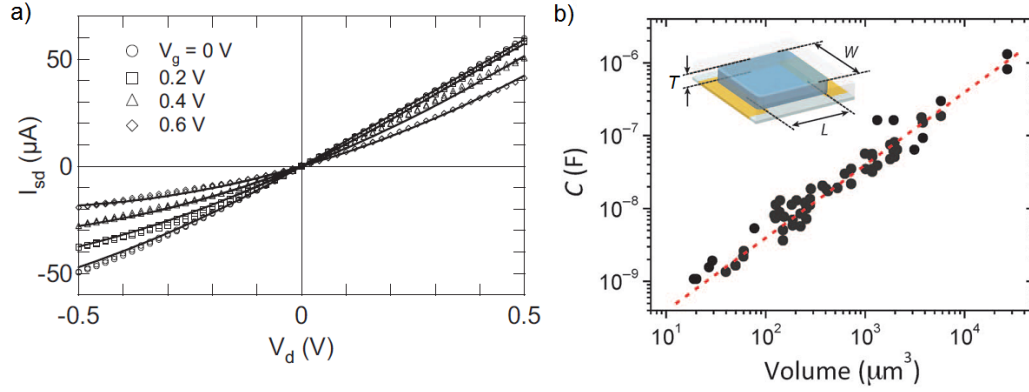 a)
I_sd (μA)
50
0
-50
V_g = 0 V
0.2 V
0.4 V
0.6 V
-0.5
0
0.5
V_d (V)
b)
C (F)
10^-6
10^-7
10^-8
10^-9
T
W
L
10^1
10^2
10^3
10^4
Volume (μm^3)